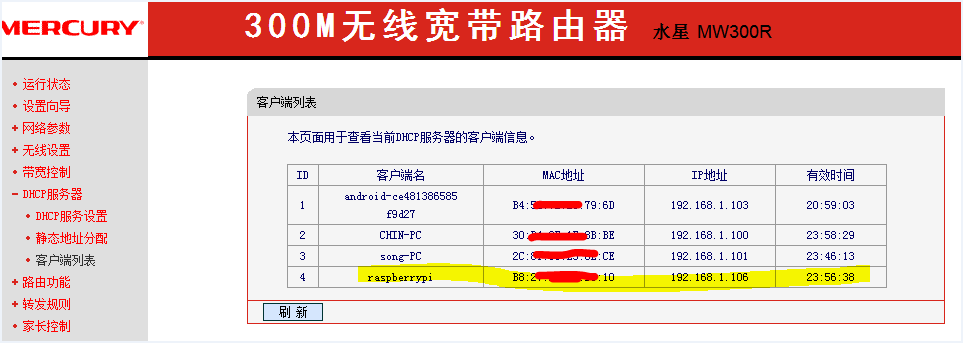 MERCURY
300M无线宽带路由器 水星 MW300R
运行状态
设置向导
网络参数
无线设置
带宽控制
DHCP服务器
DHCP服务设置
静态地址分配
客户端列表
路由功能
转发规则
家长控制
客户端列表
本页面用于查看当前DHCP服务器的客户端信息。
ID 客户端名 MAC地址 IP地址 有效时间
1 android-ce481386585f9d27 79:6D 192.168.1.103 20:59:03
2 CHIN-PC 30: BE 192.168.1.100 23:58:29
3 song-PC 2C: CE 192.168.1.101 23:46:13
4 raspberrypi B8: 10 192.168.1.106 23:56:38
刷 新